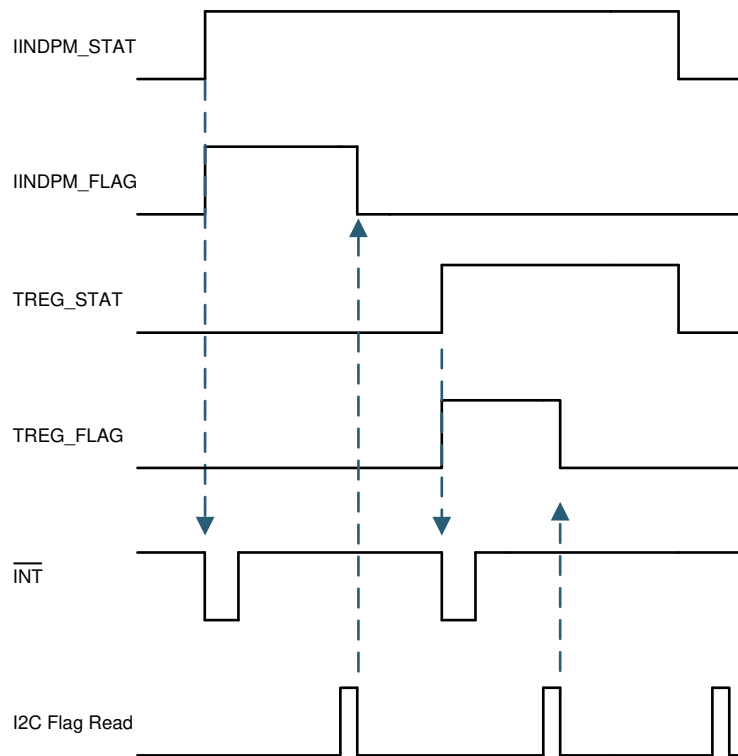 IINDPM_STAT
IINDPM_FLAG
TREG_STAT
TREG_FLAG
INT
I2C Flag Read